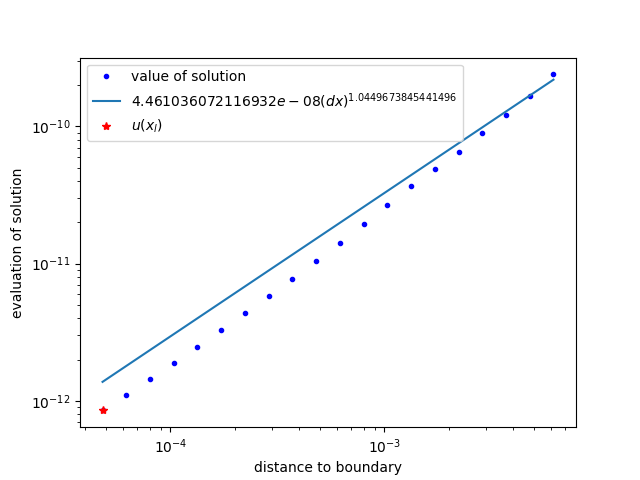 value of solution
4.461036072116932e − 08(dx)^1.0449673845441496
u(x_l)
10^−10
10^−11
10^−12
evaluation of solution
10^−4
10^−3
distance to boundary